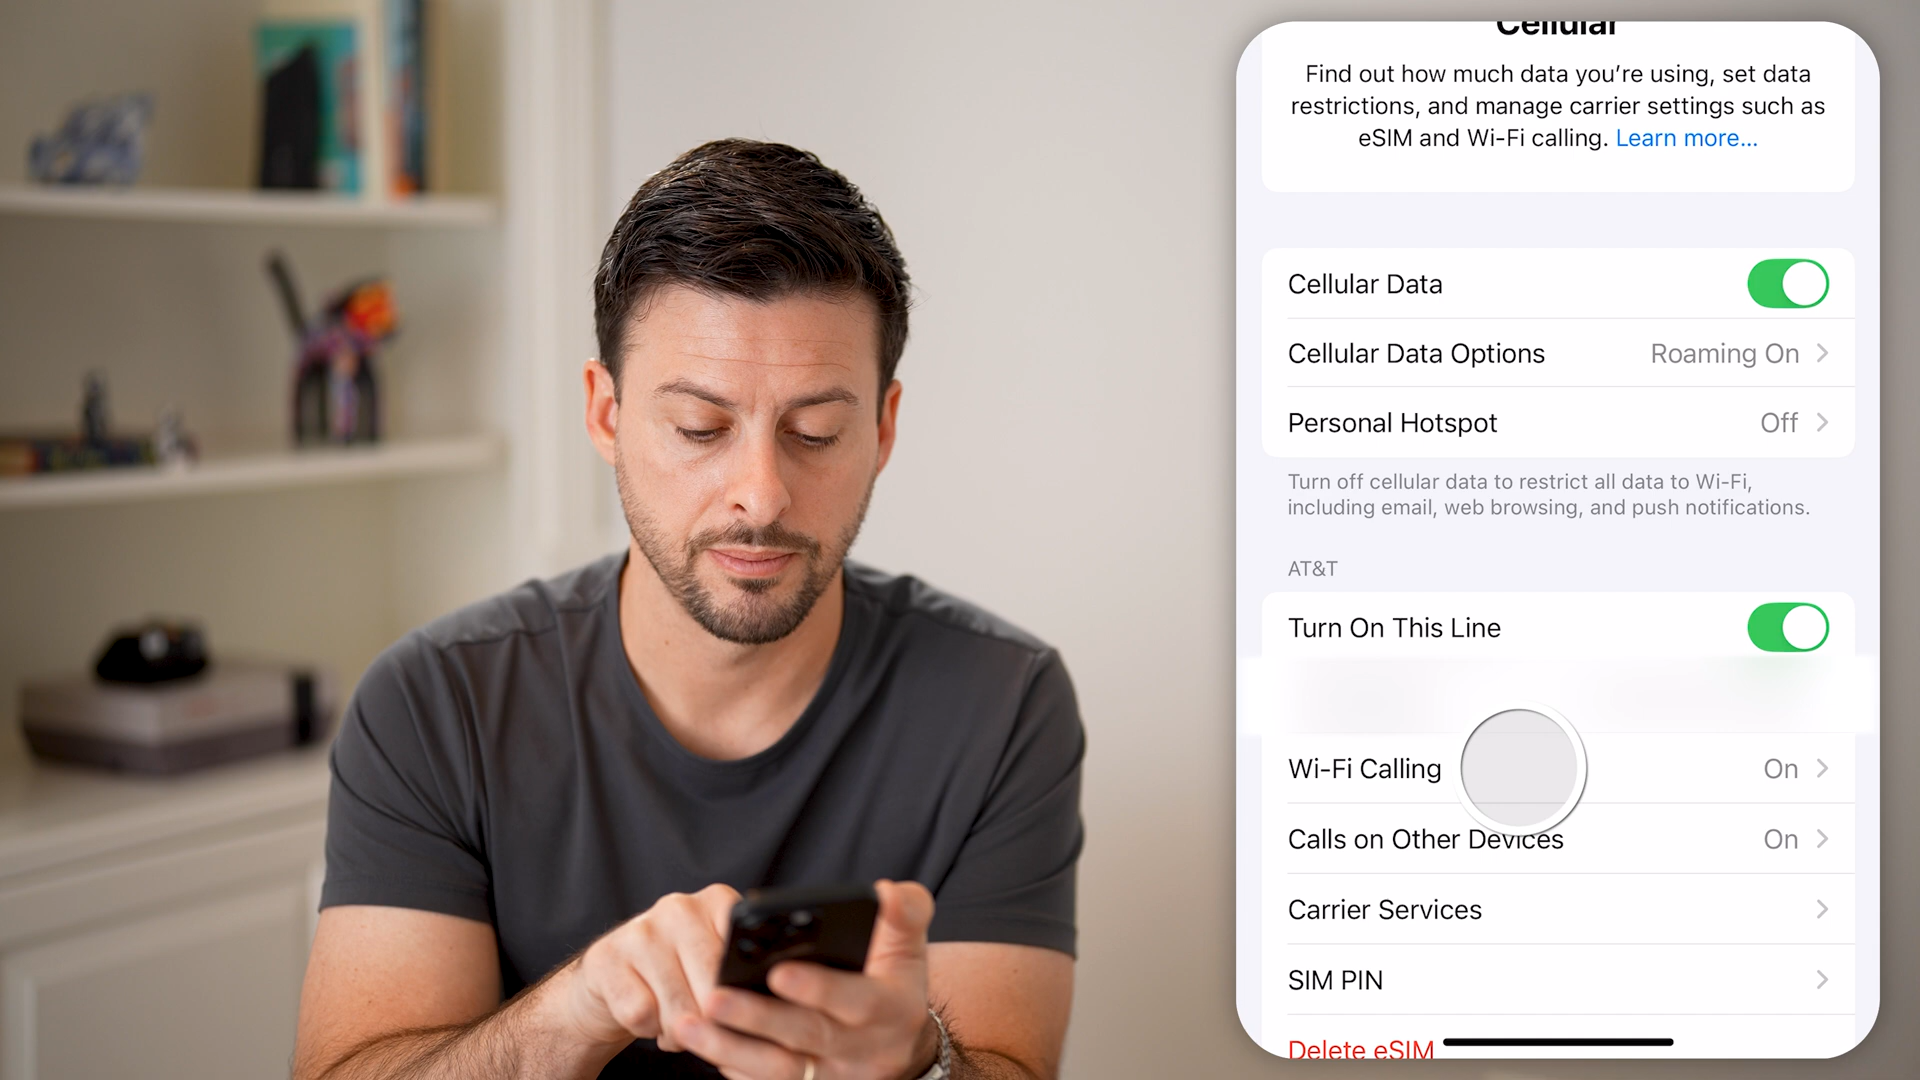 Cellular
Find out how much data you’re using, set data
restrictions, and manage carrier settings such as
eSIM and Wi-Fi calling. Learn more...
Cellular Data
Cellular Data Options Roaming On
Personal Hotspot Off
Turn off cellular data to restrict all data to Wi-Fi,
including email, web browsing, and push notifications.
AT&T
Turn On This Line
Wi-Fi Calling On
Calls on Other Devices On
Carrier Services
SIM PIN
Delete eSIM